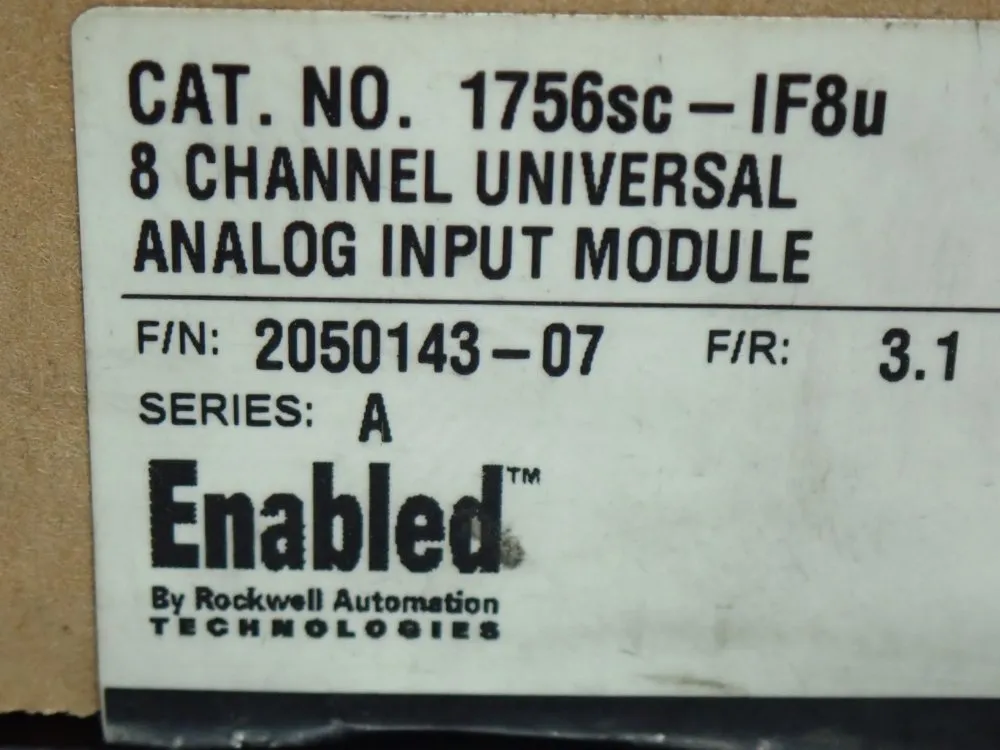 CAT. NO. 1756sc-IF8u
8 CHANNEL UNIVERSAL
ANALOG INPUT MODULE
F/N: 2050143-07 F/R: 3.1
SERIES: A
Enabled™
By Rockwell Automation
TECHNOLOGIES